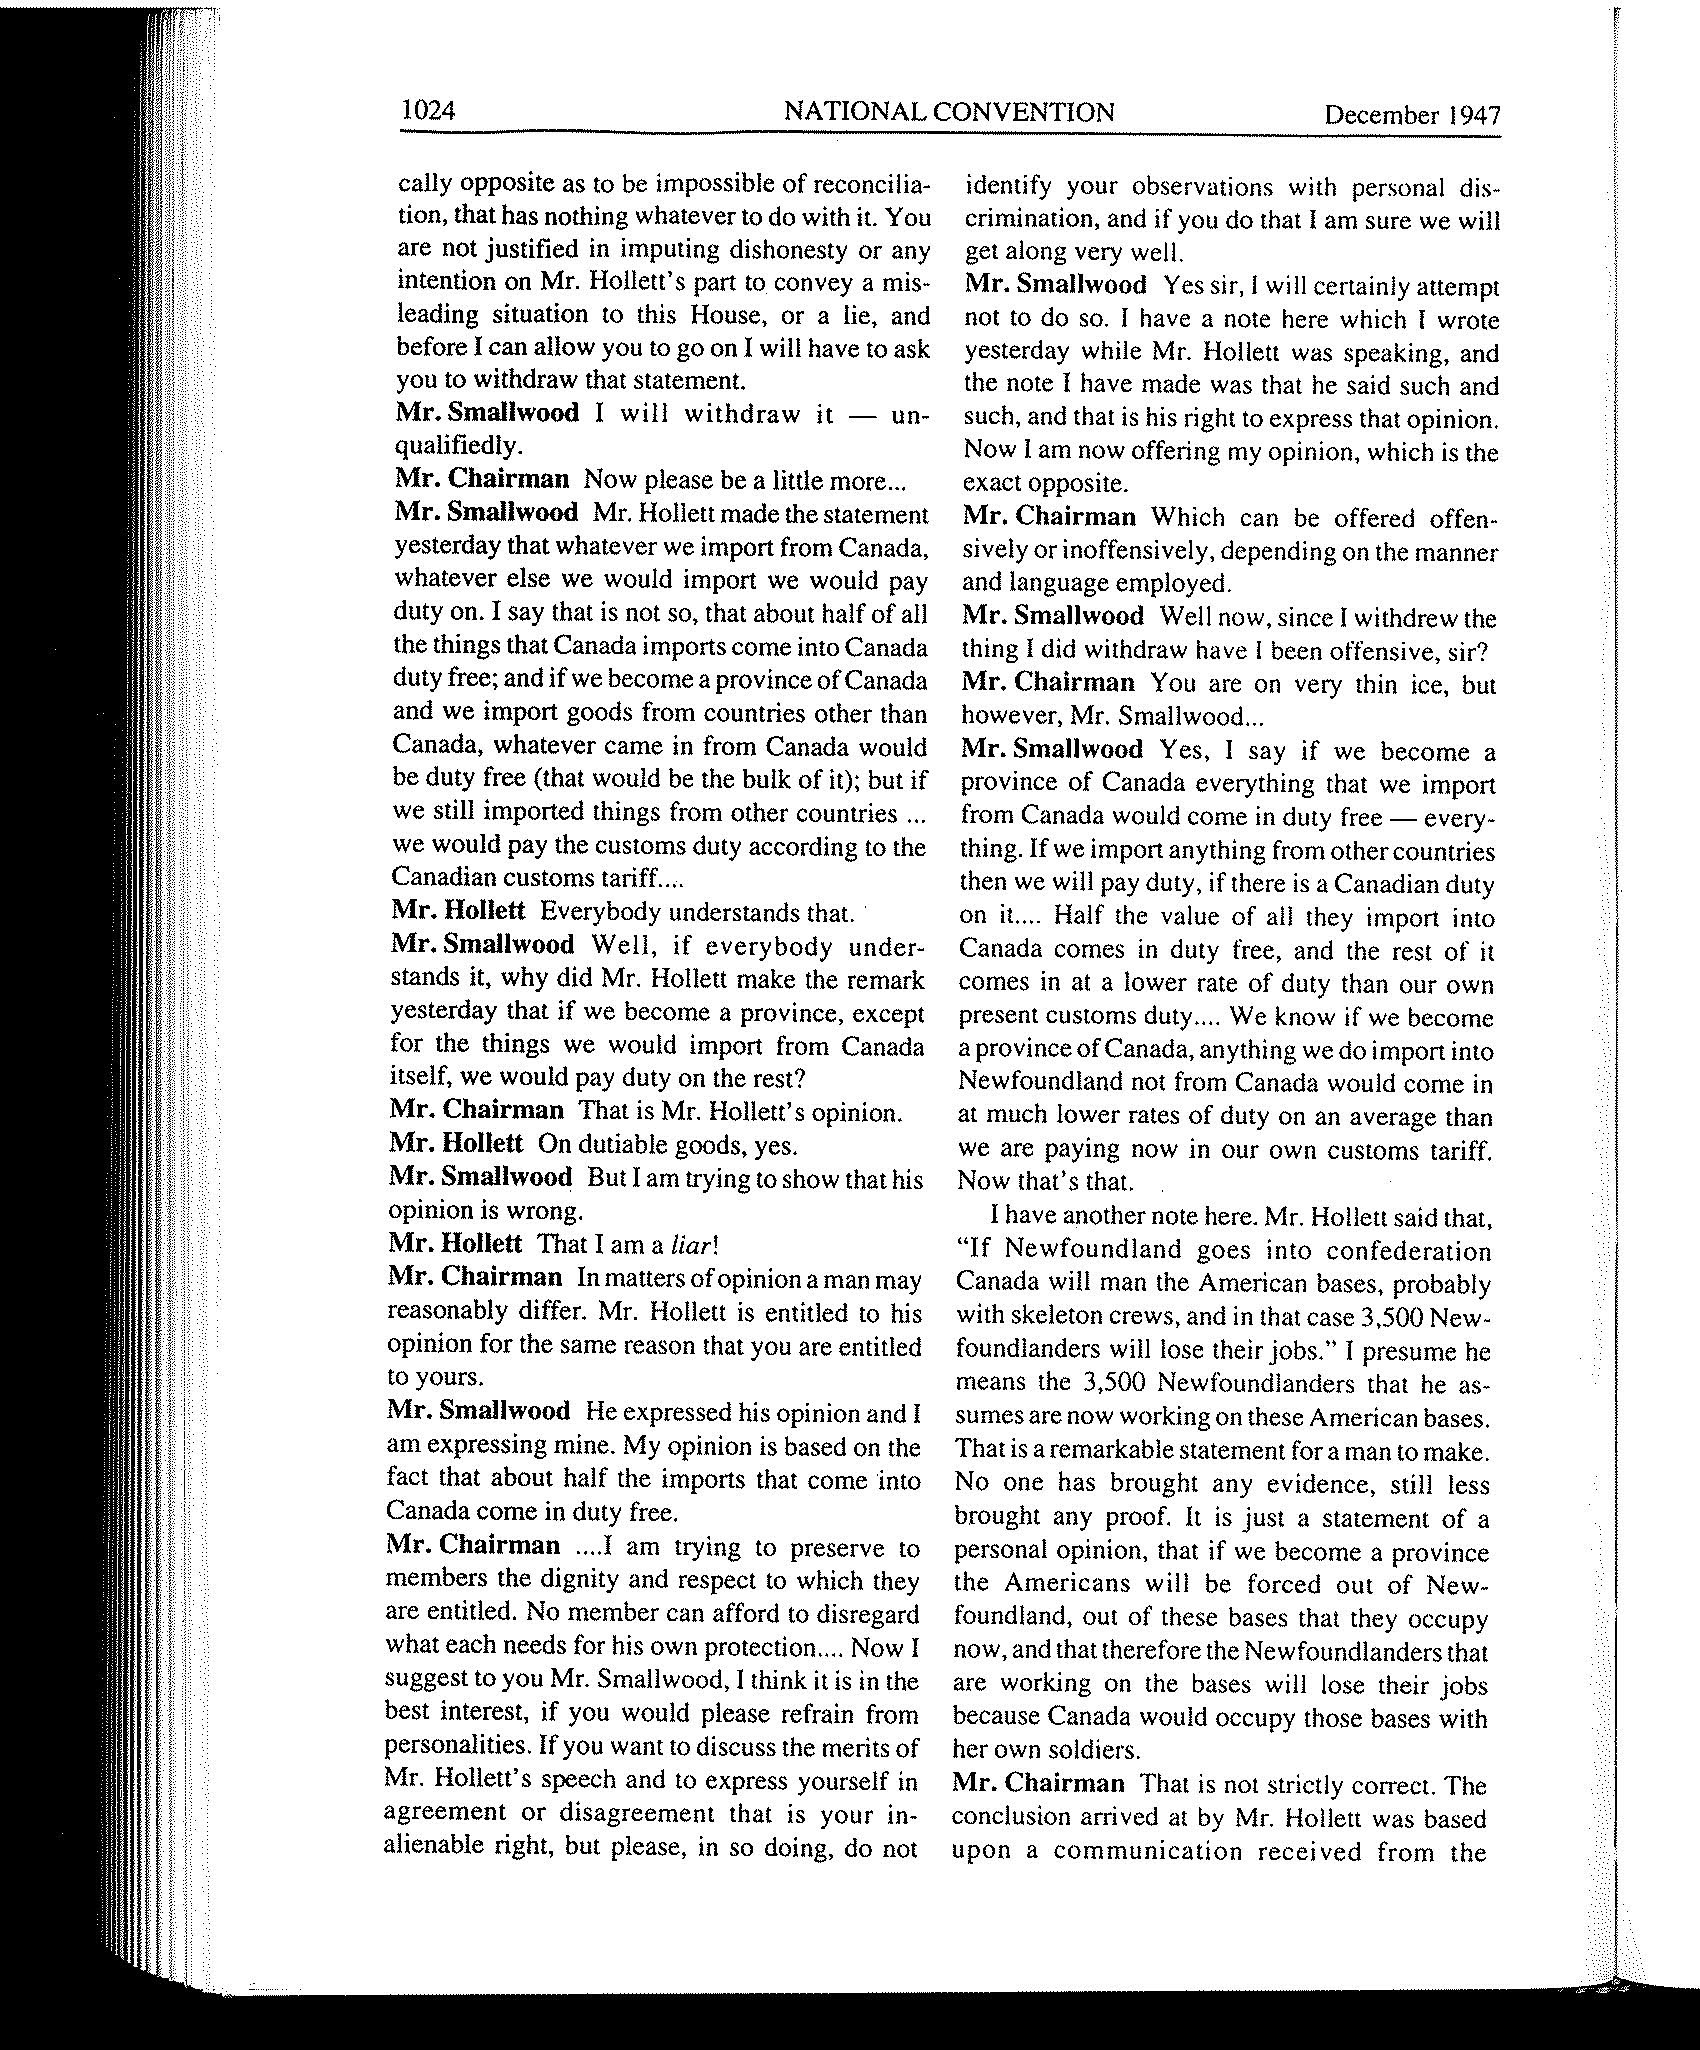 1024 NATIONAL CONVENTION December 1947
cally opposite as to be impossible of reconcilia-
tion, that has nothing whatever to do with it. You
are not justified in imputing dishonesty or any
intention on Mr. Hollett's part to convey a mis-
leading situation to this House, or a lie, and
before I can allow you to go on I will have to ask
you to withdraw that statement.
Mr. Smallwood I will withdraw it — un-
qualifiedly.
Mr. Chairman Now please be a little more...
Mr. Smallwood Mr. Hollett made the statement
yesterday that whatever we import from Canada,
whatever else we would import we would pay
duty on. I say that is not so, that about half of all
the things that Canada imports come into Canada
duty free; and if we become a province of Canada
and we import goods from countries other than
Canada, whatever came in from Canada would
be duty free (that would be the bulk of it); but if
we still imported things from other countries ...
we would pay the customs duty according to the
Canadian customs tariff....
Mr. Hollett Everybody understands that.
Mr. Smallwood Well, if everybody under-
stands it, why did Mr. Hollett make the remark
yesterday that if we become a province, except
for the things we would import from Canada
itself, we would pay duty on the rest?
Mr. Chairman That is Mr. Hollett's opinion.
Mr. Hollett On dutiable goods, yes.
Mr. Smallwood But I am trying to show that his
opinion is wrong.
Mr. Hollett That I am a liar!
Mr. Chairman In matters of opinion a man may
reasonably differ. Mr. Hollett is entitled to his
opinion for the same reason that you are entitled
to yours.
Mr. Smallwood He expressed his opinion and I
am expressing mine. My opinion is based on the
fact that about half the imports that come into
Canada come in duty free.
Mr. Chairman ....I am trying to preserve to
members the dignity and respect to which they
are entitled. No member can afford to disregard
what each needs for his own protection.... Now I
suggest to you Mr. Smallwood, I think it is in the
best interest, if you would please refrain from
personalities. If you want to discuss the merits of
Mr. Hollett's speech and to express yourself in
agreement or disagreement that is your in-
alienable right, but please, in so doing, do not
identify your observations with personal dis-
crimination, and if you do that I am sure we will
get along very well.
Mr. Smallwood Yes sir, I will certainly attempt
not to do so. I have a note here which I wrote
yesterday while Mr. Hollett was speaking, and
the note I have made was that he said such and
such, and that is his right to express that opinion.
Now I am now offering my opinion, which is the
exact opposite.
Mr. Chairman Which can be offered offen-
sively or inoffensively, depending on the manner
and language employed.
Mr. Smallwood Well now, since I withdrew the
thing I did withdraw have I been offensive, sir?
Mr. Chairman You are on very thin ice, but
however, Mr. Smallwood...
Mr. Smallwood Yes, I say if we become a
province of Canada everything that we import
from Canada would come in duty free — every-
thing. If we import anything from other countries
then we will pay duty, if there is a Canadian duty
on it.... Half the value of all they import into
Canada comes in duty free, and the rest of it
comes in at a lower rate of duty than our own
present customs duty.... We know if we become
a province of Canada, anything we do import into
Newfoundland not from Canada would come in
at much lower rates of duty on an average than
we are paying now in our own customs tariff.
Now that's that.
I have another note here. Mr. Hollett said that,
"If Newfoundland goes into confederation
Canada will man the American bases, probably
with skeleton crews, and in that case 3,500 New-
foundlanders will lose their jobs." I presume he
means the 3,500 Newfoundlanders that he as-
sumes are now working on these American bases.
That is a remarkable statement for a man to make.
No one has brought any evidence, still less
brought any proof. It is just a statement of a
personal opinion, that if we become a province
the Americans will be forced out of New-
foundland, out of these bases that they occupy
now, and that therefore the Newfoundlanders that
are working on the bases will lose their jobs
because Canada would occupy those bases with
her own soldiers.
Mr. Chairman That is not strictly correct. The
conclusion arrived at by Mr. Hollett was based
upon a communication received from the